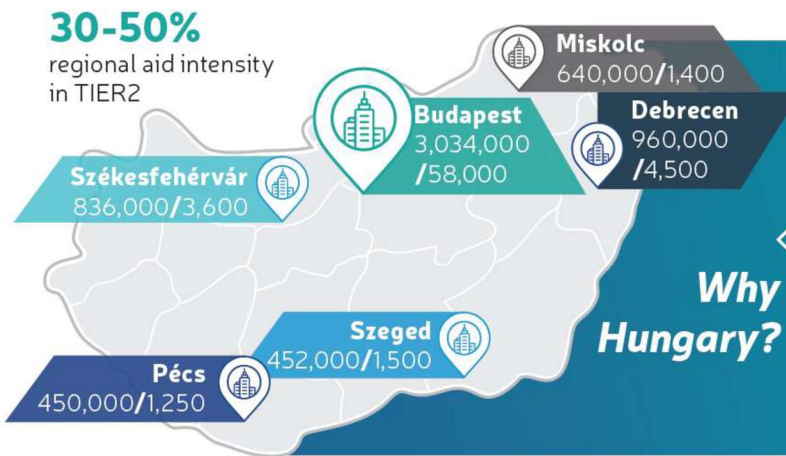 30-50%
regional aid intensity
in TIER2
Miskolc
640,000/1,400
Budapest
3,034,000
/58,000
Debrecen
960,000
/4,500
Székesfehérvár
836,000/3,600
Why
Hungary?
Szeged
452,000/1,500
Pécs
450,000/1,250